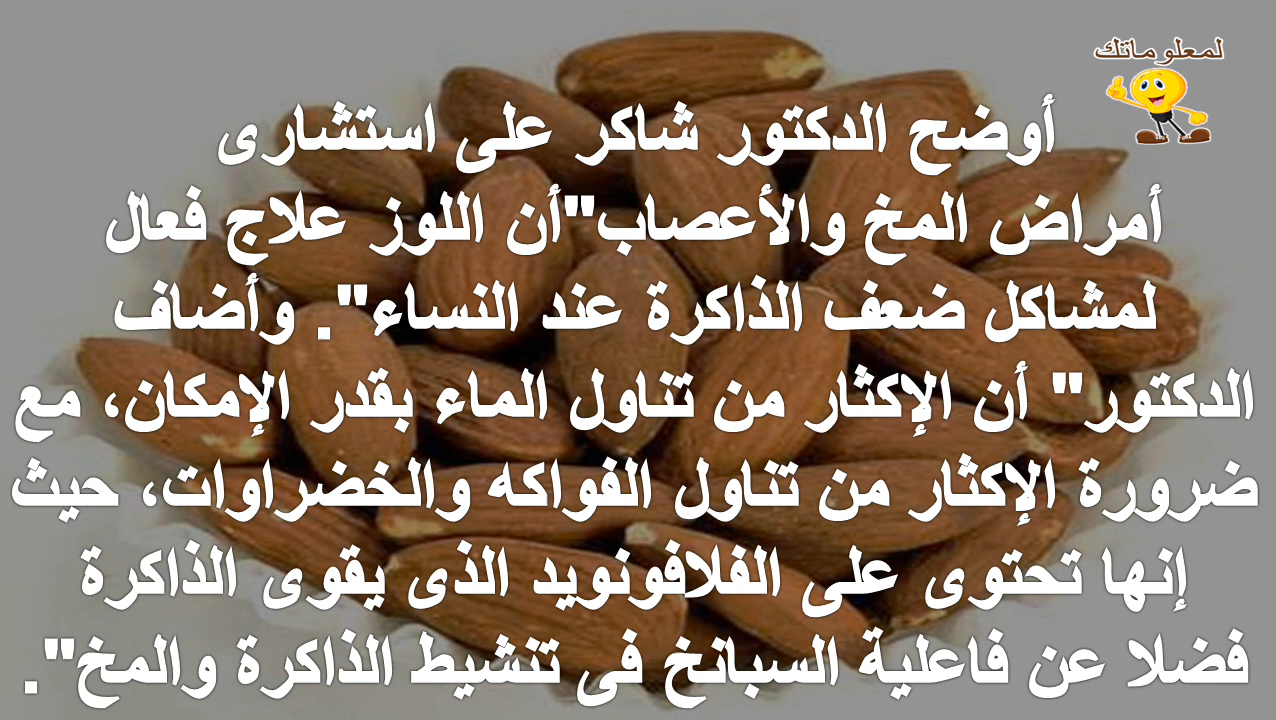 لمعلوماتك
أوضح الدكتور شاكر على استشارى
أمراض المخ والأعصاب"أن اللوز علاج فعال
لمشاكل ضعف الذاكرة عند النساء". وأضاف
الدكتور" أن الإكثار من تناول الماء بقدر الإمكان، مع
ضرورة الإكثار من تناول الفواكه والخضراوات، حيث
إنها تحتوى على الفلافونويد الذى يقوى الذاكرة
فضلا عن فاعلية السبانخ فى تنشيط الذاكرة والمخ".